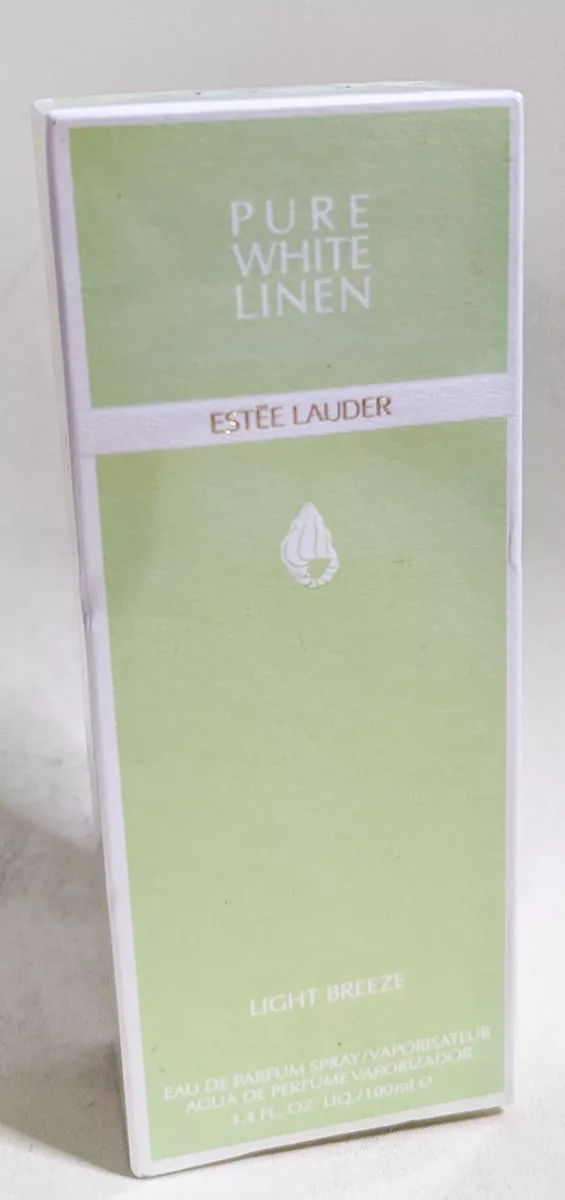 PURE
WHITE
LINEN
ESTĒE LAUDER
LIGHT BREEZE
EAU DE PARFUM SPRAY/VAPORISATEUR
AGUA DE PERFUME VAPORIZADOR
3.4 FL. OZ. LIQ./100ml ℮